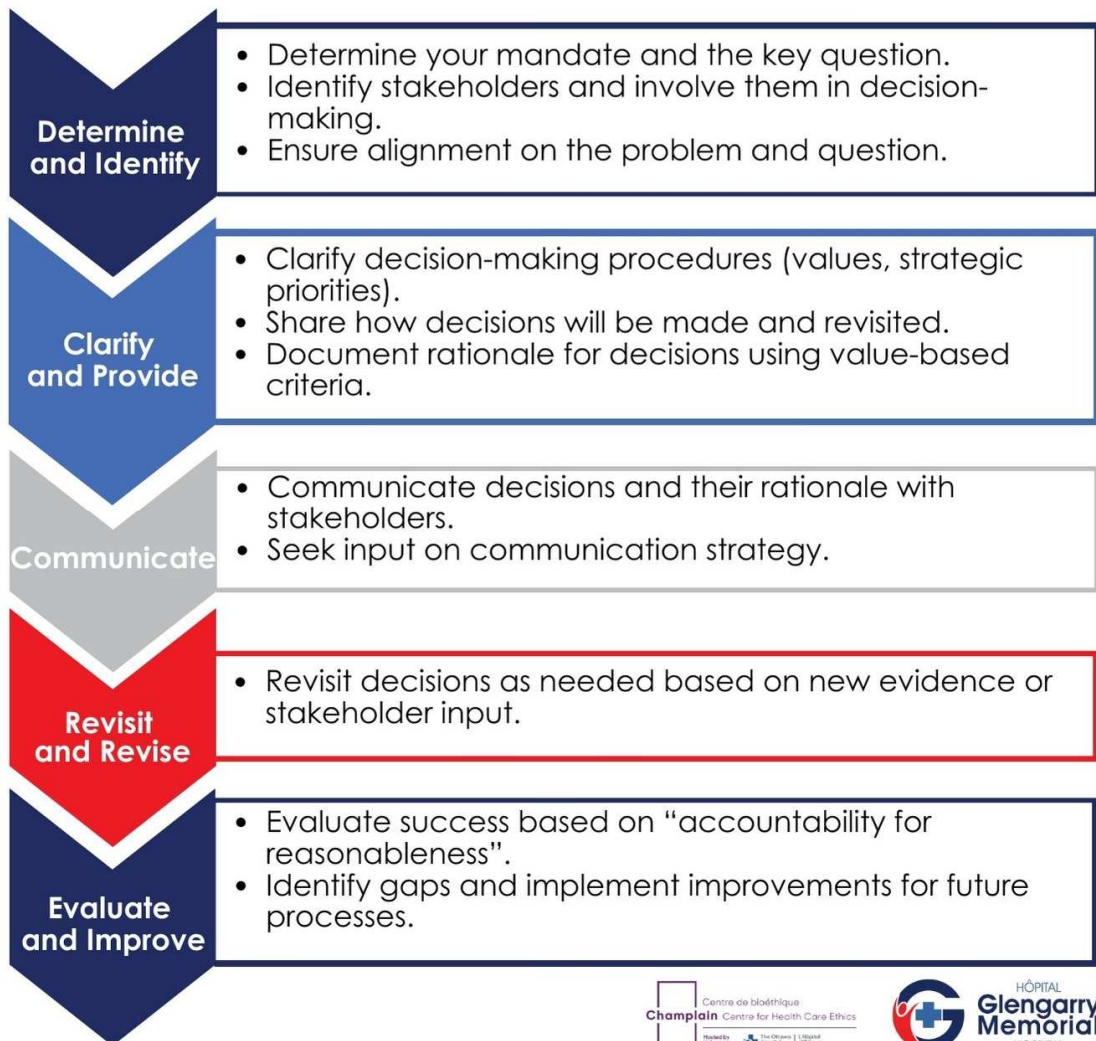 Determine
and Identify
• Determine your mandate and the key question.
• Identify stakeholders and involve them in decision-
making.
• Ensure alignment on the problem and question.
Clarify
and Provide
• Clarify decision-making procedures (values, strategic
priorities).
• Share how decisions will be made and revisited.
• Document rationale for decisions using value-based
criteria.
Communicate
• Communicate decisions and their rationale with
stakeholders.
• Seek input on communication strategy.
Revisit
and Revise
• Revisit decisions as needed based on new evidence or
stakeholder input.
Evaluate
and Improve
• Evaluate success based on “accountability for
reasonableness”.
• Identify gaps and implement improvements for future
processes.
Centre de bioéthique
Champlain Centre for Health Care Ethics
Hosted by
The Ottawa | L'Hôpital
HÔPITAL
Glengarry
Memorial